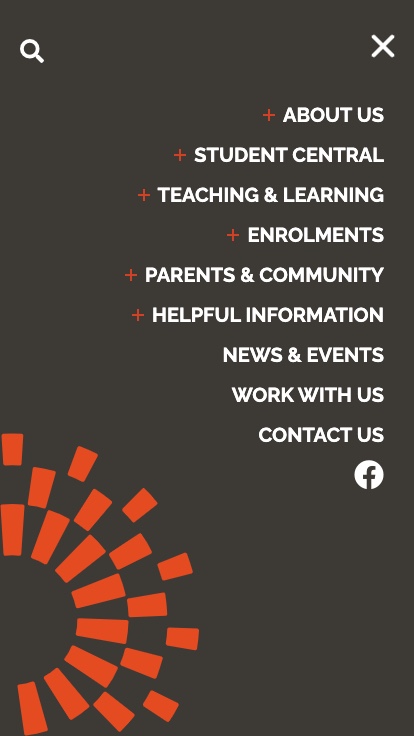 + ABOUT US
+ STUDENT CENTRAL
+ TEACHING & LEARNING
+ ENROLMENTS
+ PARENTS & COMMUNITY
+ HELPFUL INFORMATION
NEWS & EVENTS
WORK WITH US
CONTACT US